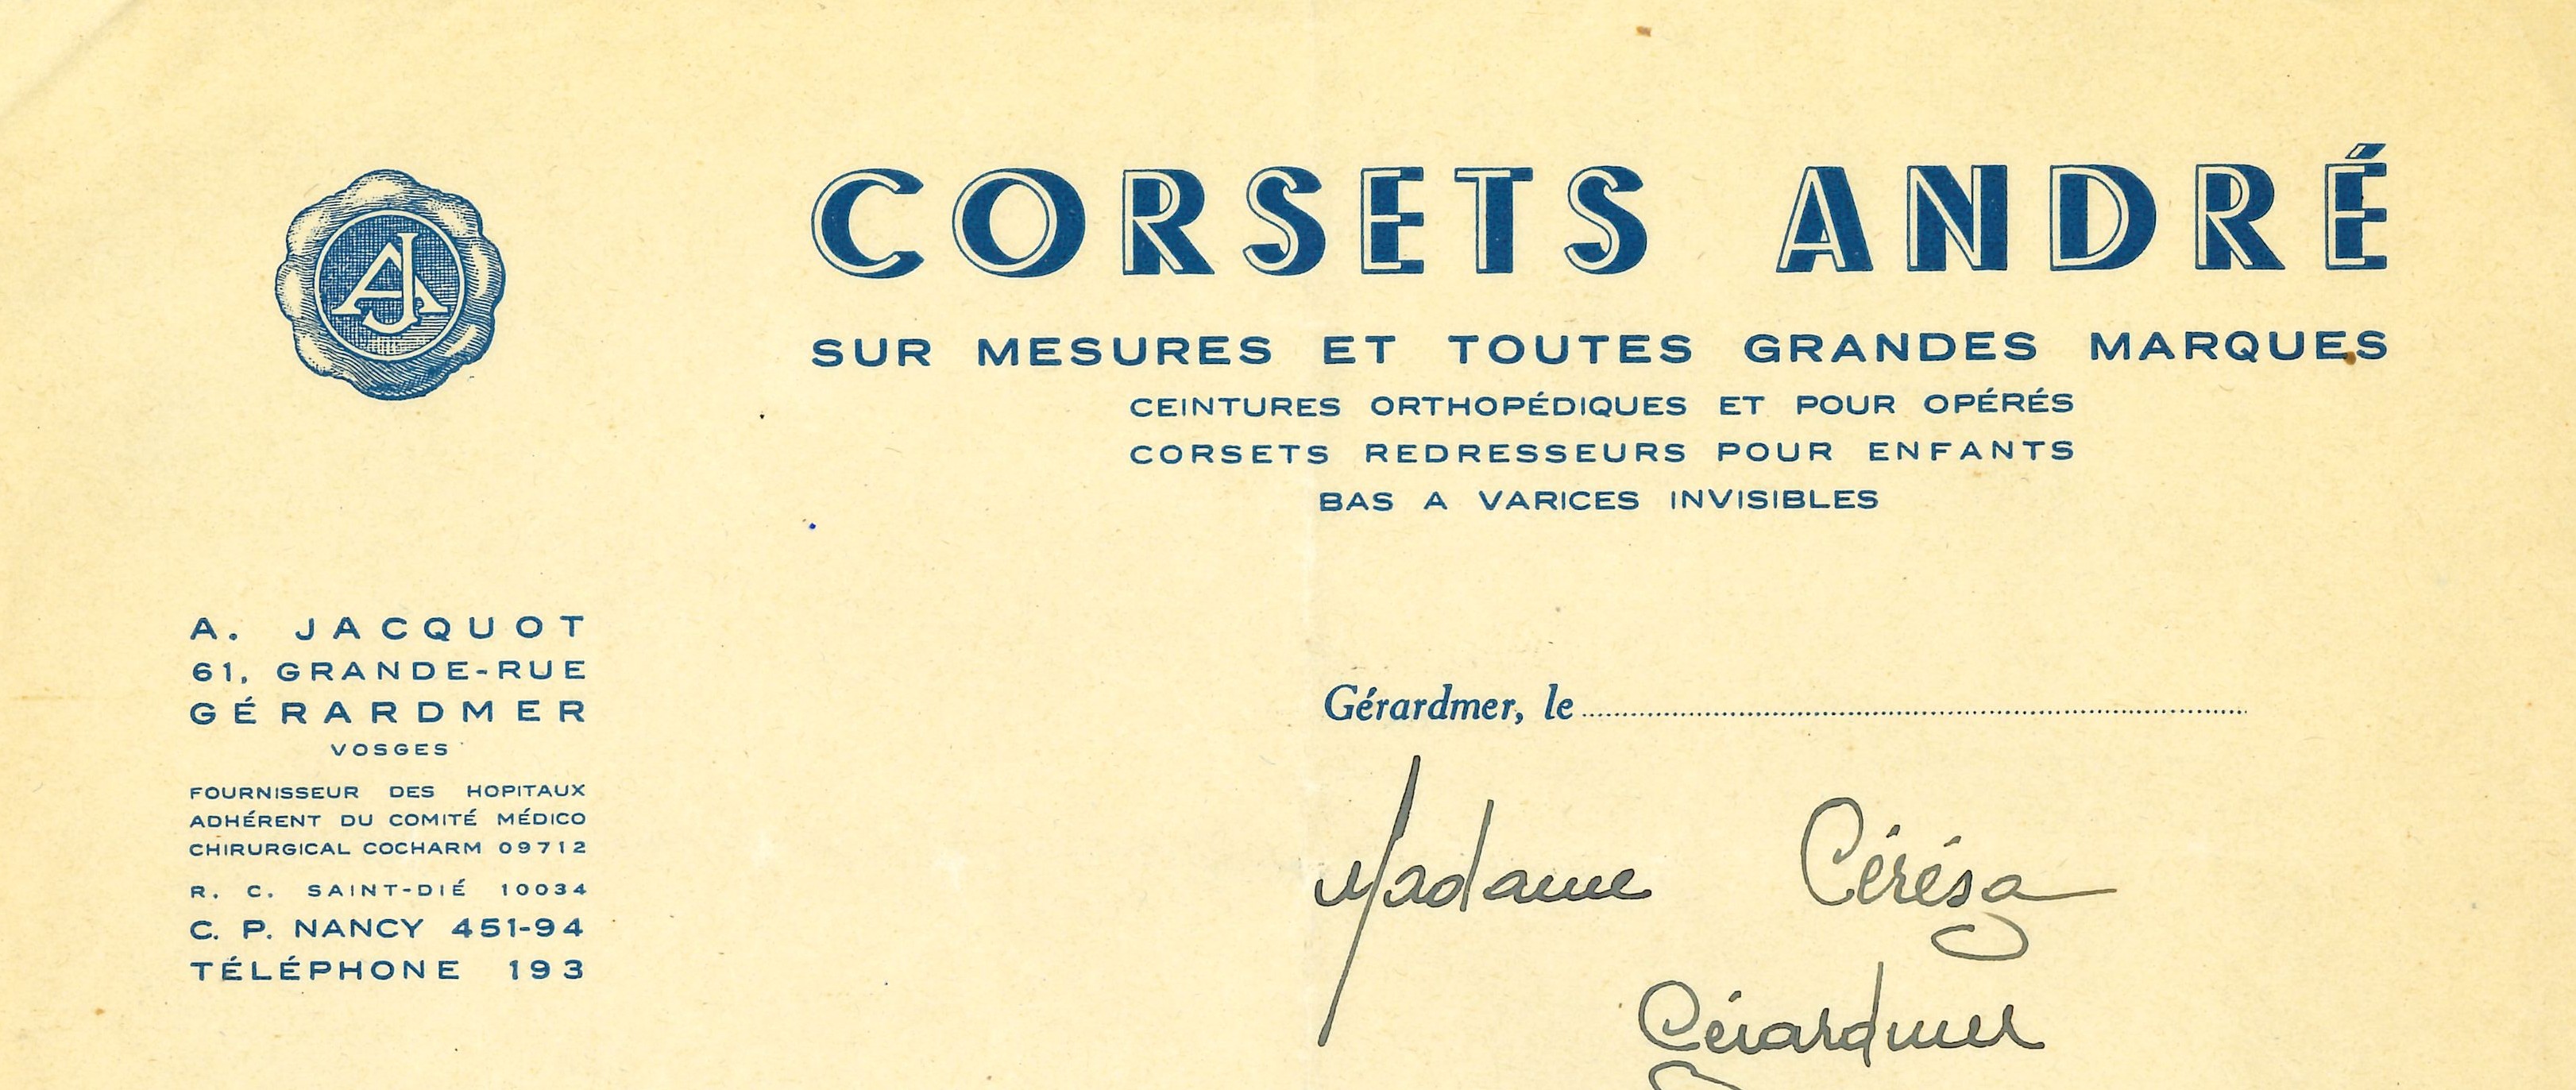 AJ
CORSETS ANDRÉ
SUR MESURES ET TOUTES GRANDES MARQUES
CEINTURES ORTHOPÉDIQUES ET POUR OPÉRÉS
CORSETS REDRESSEURS POUR ENFANTS
BAS A VARICES INVISIBLES
A. JACQUOT
61, GRANDE-RUE
GÉRARDMER
VOSGES
FOURNISSEUR DES HOPITAUX
ADHÉRENT DU COMITÉ MÉDICO
CHIRURGICAL COCHARM 09712
R. C. SAINT-DIÉ 10034
C. P. NANCY 451-94
TÉLÉPHONE 193
Gérardmer, le
Madame Cérésa
Gérardmer